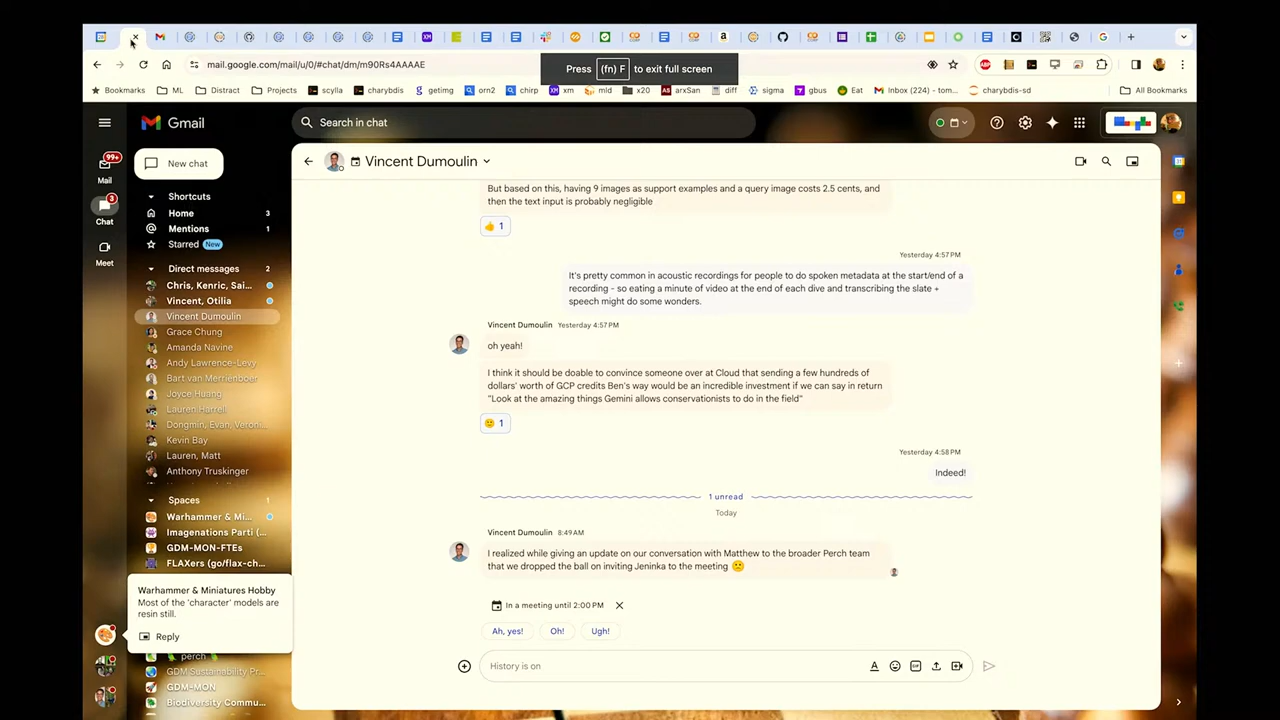 Press (fn) F to exit full screen
mail.google.com/mail/u/0/#chat/dm/m90Rs4AAAAE
Bookmarks ML Distract Projects scylla charybdis getimg orn2 chirp xm mld x20 arxSan diff sigma gbus Eat Inbox (224) - tom... charybdis-sd All Bookmarks
Gmail
Search in chat
99+
Mail
3
Chat
Meet
New chat
Shortcuts
Home 3
Mentions 1
Starred New
Direct messages 2
Chris, Kenric, Sai...
Vincent, Otilia
Vincent Dumoulin
Grace Chung
Amanda Navine
Andy Lawrence-Levy
Bart van Merriënboer
Joyce Huang
Lauren Harrell
Dongmin, Evan, Veroni...
Kevin Bay
Lauren, Matt
Anthony Truskinger
Spaces 1
Warhammer & Mi...
Imagenations Parti (...
GDM-MON-FTEs
FLAXers (go/flax-ch...
Warhammer & Miniatures Hobby
Most of the 'character' models are
resin still.
Reply
perch
GDM Sustainability Pr...
GDM-MON
Biodiversity Commu...
Vincent Dumoulin
But based on this, having 9 images as support examples and a query image costs 2.5 cents, and
then the text input is probably negligible
1
Yesterday 4:57 PM
It's pretty common in acoustic recordings for people to do spoken metadata at the start/end of a
recording - so eating a minute of video at the end of each dive and transcribing the slate +
speech might do some wonders.
Vincent Dumoulin Yesterday 4:57 PM
oh yeah!
I think it should be doable to convince someone over at Cloud that sending a few hundreds of
dollars' worth of GCP credits Ben's way would be an incredible investment if we can say in return
"Look at the amazing things Gemini allows conservationists to do in the field"
1
Yesterday 4:58 PM
Indeed!
1 unread
Today
Vincent Dumoulin 8:49 AM
I realized while giving an update on our conversation with Matthew to the broader Perch team
that we dropped the ball on inviting Jeninka to the meeting
In a meeting until 2:00 PM
Ah, yes! Oh! Ugh!
History is on